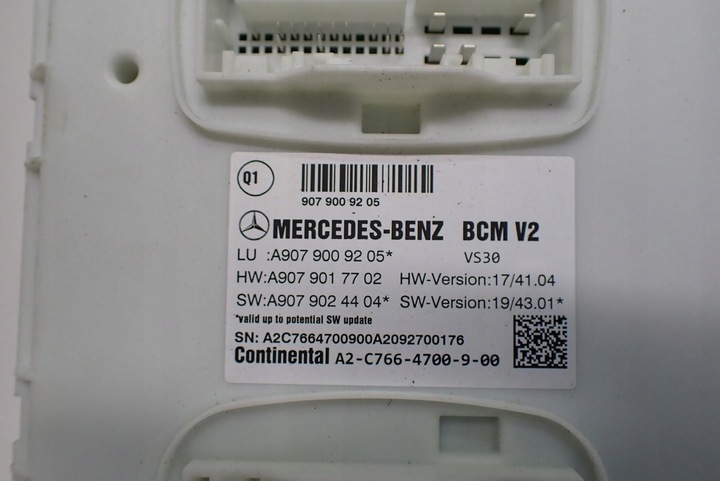 Q1
907 900 92 05
MERCEDES-BENZ BCM V2
LU :A907 900 92 05* VS30
HW:A907 901 77 02 HW-Version:17/41.04
SW:A907 902 44 04* SW-Version:19/43.01*
*valid up to potential SW update
SN: A2C7664700900A2092700176
Continental A2-C766-4700-9-00